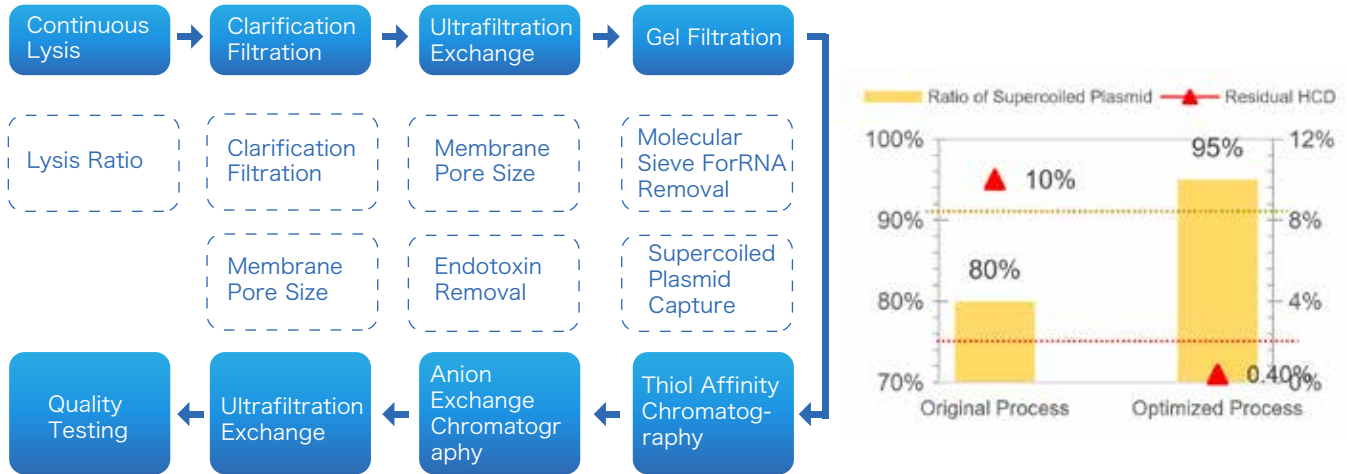 Continuous
Lysis
Clarification
Filtration
Ultrafiltration
Exchange
Gel Filtration
Lysis Ratio
Clarification
Filtration
Membrane
Pore Size
Molecular
Sieve ForRNA
Removal
Membrane
Pore Size
Endotoxin
Removal
Supercoiled
Plasmid
Capture
Quality
Testing
Ultrafiltration
Exchange
Anion
Exchange
Chromatogr
aphy
Thiol Affinity
Chromatog-
raphy
Ratio of Supercoiled Plasmid
Residual HCD
100%
90%
80%
70%
12%
8%
4%
0%
10%
80%
95%
0.40%
Original Process
Optimized Process